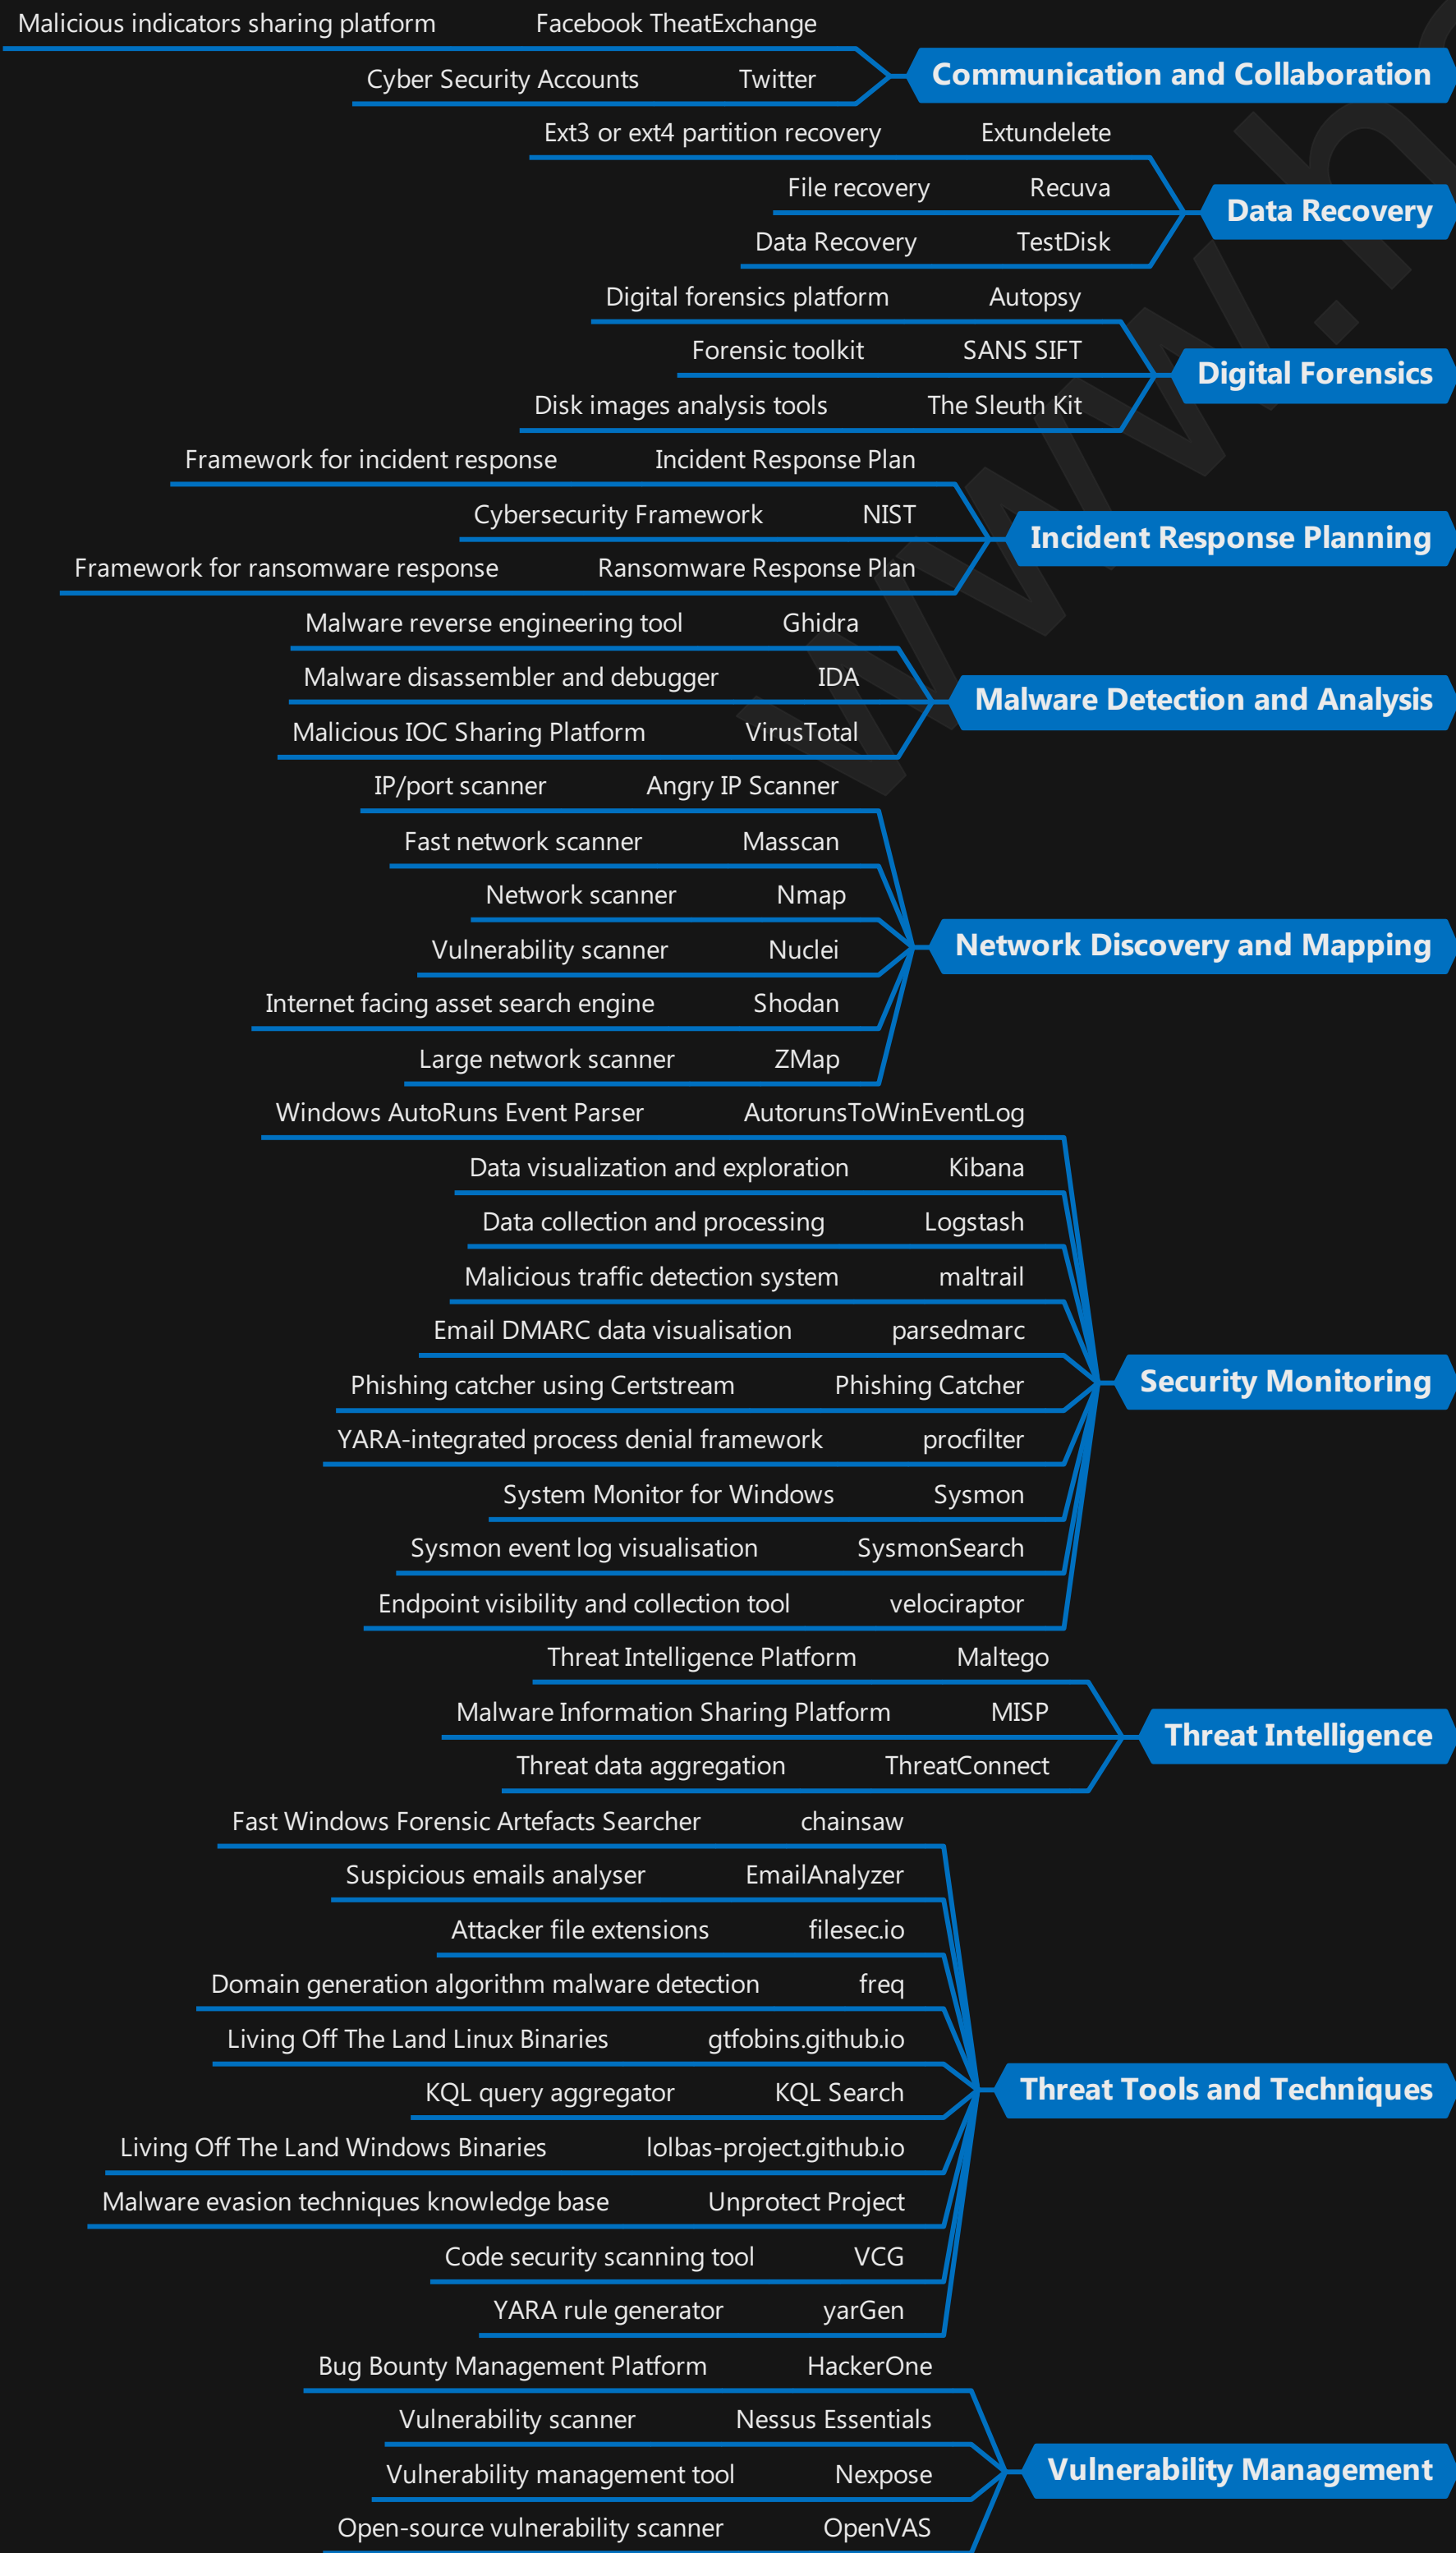 Malicious indicators sharing platform Facebook TheatExchange
Communication and Collaboration
Cyber Security Accounts Twitter
Ext3 or ext4 partition recovery Extundelete
File recovery Recuva
Data Recovery
Data Recovery TestDisk
Digital forensics platform Autopsy
Forensic toolkit SANS SIFT
Digital Forensics
Disk images analysis tools The Sleuth Kit
Framework for incident response Incident Response Plan
Cybersecurity Framework NIST
Incident Response Planning
Framework for ransomware response Ransomware Response Plan
Malware reverse engineering tool Ghidra
Malware disassembler and debugger IDA
Malware Detection and Analysis
Malicious IOC Sharing Platform VirusTotal
IP/port scanner Angry IP Scanner
Fast network scanner Masscan
Network scanner Nmap
Network Discovery and Mapping
Vulnerability scanner Nuclei
Internet facing asset search engine Shodan
Large network scanner ZMap
Windows AutoRuns Event Parser AutorunsToWinEventLog
Data visualization and exploration Kibana
Data collection and processing Logstash
Malicious traffic detection system maltrail
Email DMARC data visualisation parsedmarc
Security Monitoring
Phishing catcher using Certstream Phishing Catcher
YARA-integrated process denial framework procfilter
System Monitor for Windows Sysmon
Sysmon event log visualisation SysmonSearch
Endpoint visibility and collection tool velociraptor
Threat Intelligence Platform Maltego
Malware Information Sharing Platform MISP
Threat Intelligence
Threat data aggregation ThreatConnect
Fast Windows Forensic Artefacts Searcher chainsaw
Suspicious emails analyser EmailAnalyzer
Attacker file extensions filesec.io
Domain generation algorithm malware detection freq
Living Off The Land Linux Binaries gtfobins.github.io
Threat Tools and Techniques
KQL query aggregator KQL Search
Living Off The Land Windows Binaries lolbas-project.github.io
Malware evasion techniques knowledge base Unprotect Project
Code security scanning tool VCG
YARA rule generator yarGen
Bug Bounty Management Platform HackerOne
Vulnerability scanner Nessus Essentials
Vulnerability Management
Vulnerability management tool Nexpose
Open-source vulnerability scanner OpenVAS
www.h